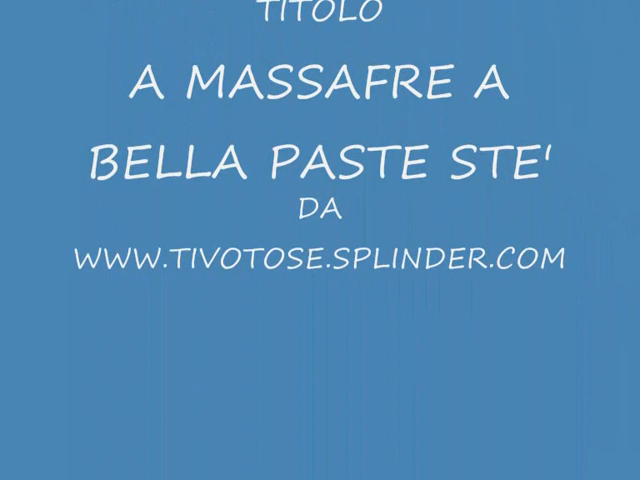 TITOLO
A MASSAFRE A
BELLA PASTE STE'
DA
WWW.TIVOTOSE.SPLINDER.COM